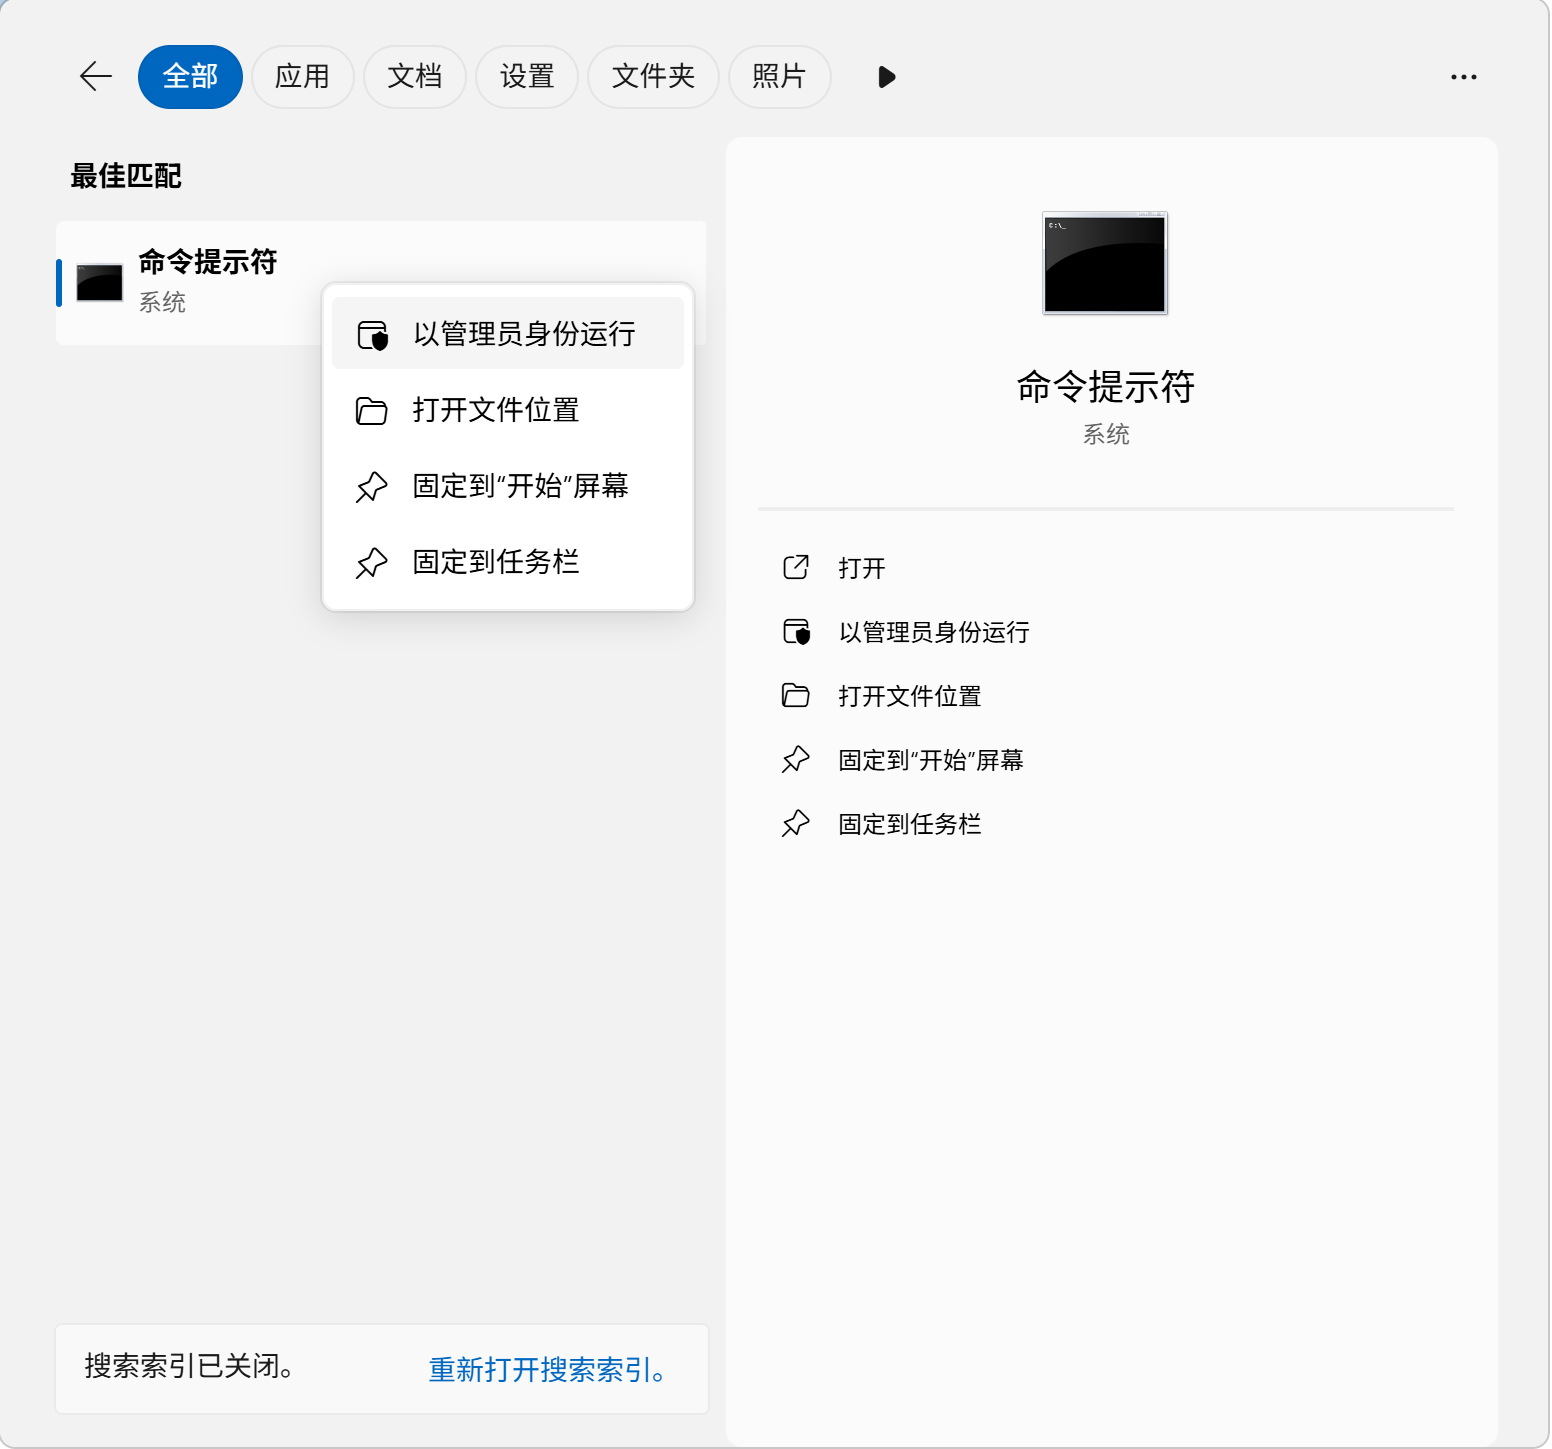 全部 应用 文档 设置 文件夹 照片
最佳匹配
命令提示符
系统
以管理员身份运行
打开文件位置
固定到“开始”屏幕
固定到任务栏
搜索索引已关闭。 重新打开搜索索引。
C:\_
命令提示符
系统
打开
以管理员身份运行
打开文件位置
固定到“开始”屏幕
固定到任务栏